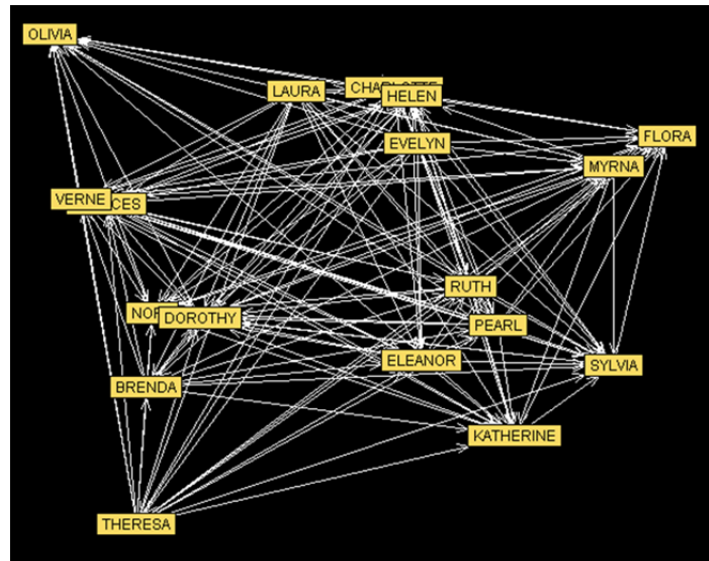 OLIVIA
LAURA
HELEN
FLORA
EVELYN
MYRNA
VERNE
RUTH
DOROTHY
PEARL
ELEANOR
SYLVIA
BRENDA
KATHERINE
THERESA